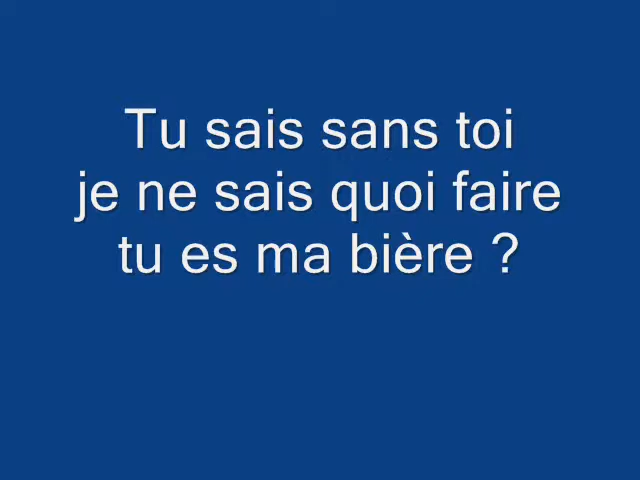 Tu sais sans toi
je ne sais quoi faire
tu es ma bière ?